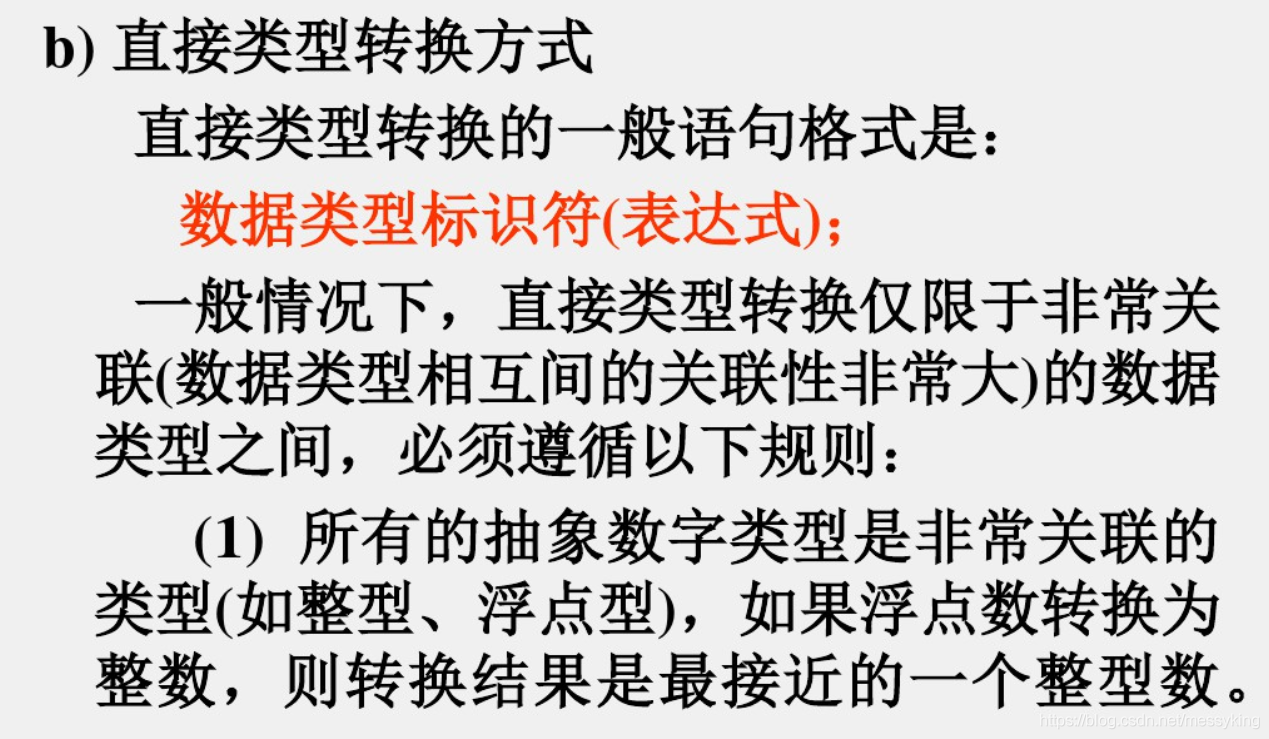 b) 直接类型转换方式
直接类型转换的一般语句格式是：
数据类型标识符(表达式)；
一般情况下，直接类型转换仅限于非常关
联(数据类型相互间的关联性非常大)的数据
类型之间，必须遵循以下规则：
(1) 所有的抽象数字类型是非常关联的
类型(如整型、浮点型)，如果浮点数转换为
整数，则转换结果是最接近的一个整型数。
https://blog.csdn.net/messyking